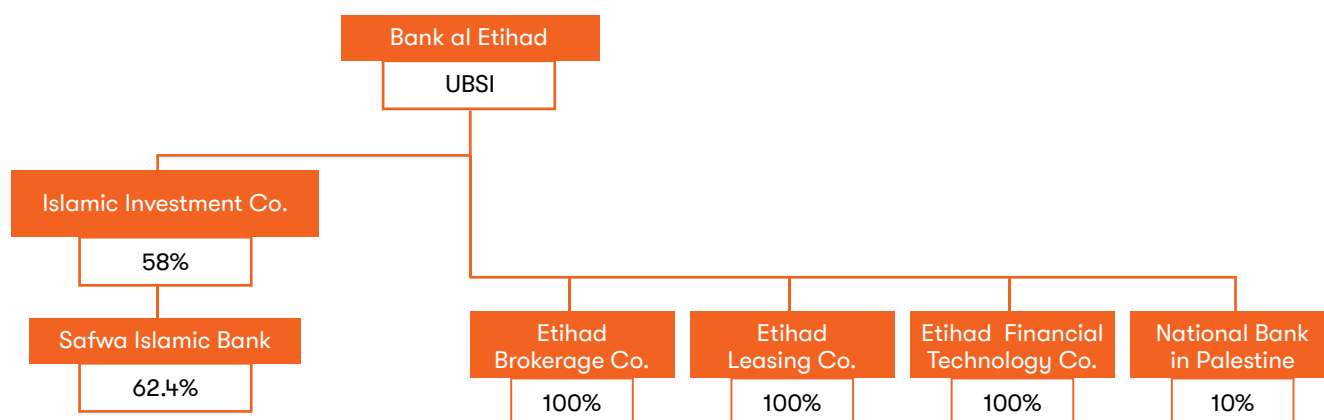 Bank al Etihad
UBSI
Islamic Investment Co.
58%
Safwa Islamic Bank
62.4%
Etihad
Brokerage Co.
100%
Etihad
Leasing Co.
100%
Etihad Financial
Technology Co.
100%
National Bank
in Palestine
10%